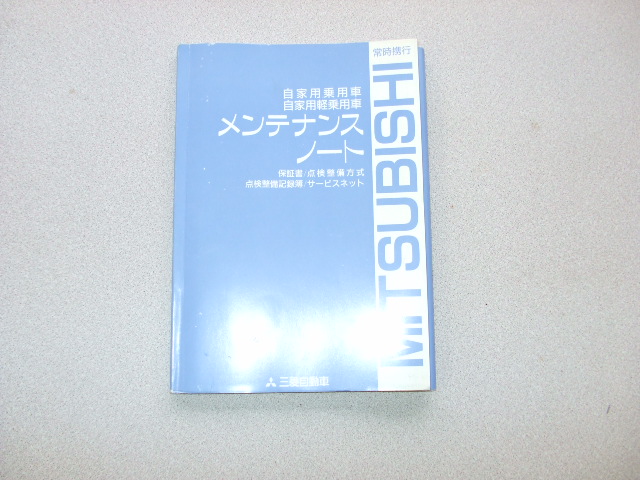 常時携行
自家用乗用車
自家用軽乗用車
メンテナンス
ノート
保証書/点検整備方式
点検整備記録簿/サービスネット
MITSUBISHI
三菱自動車